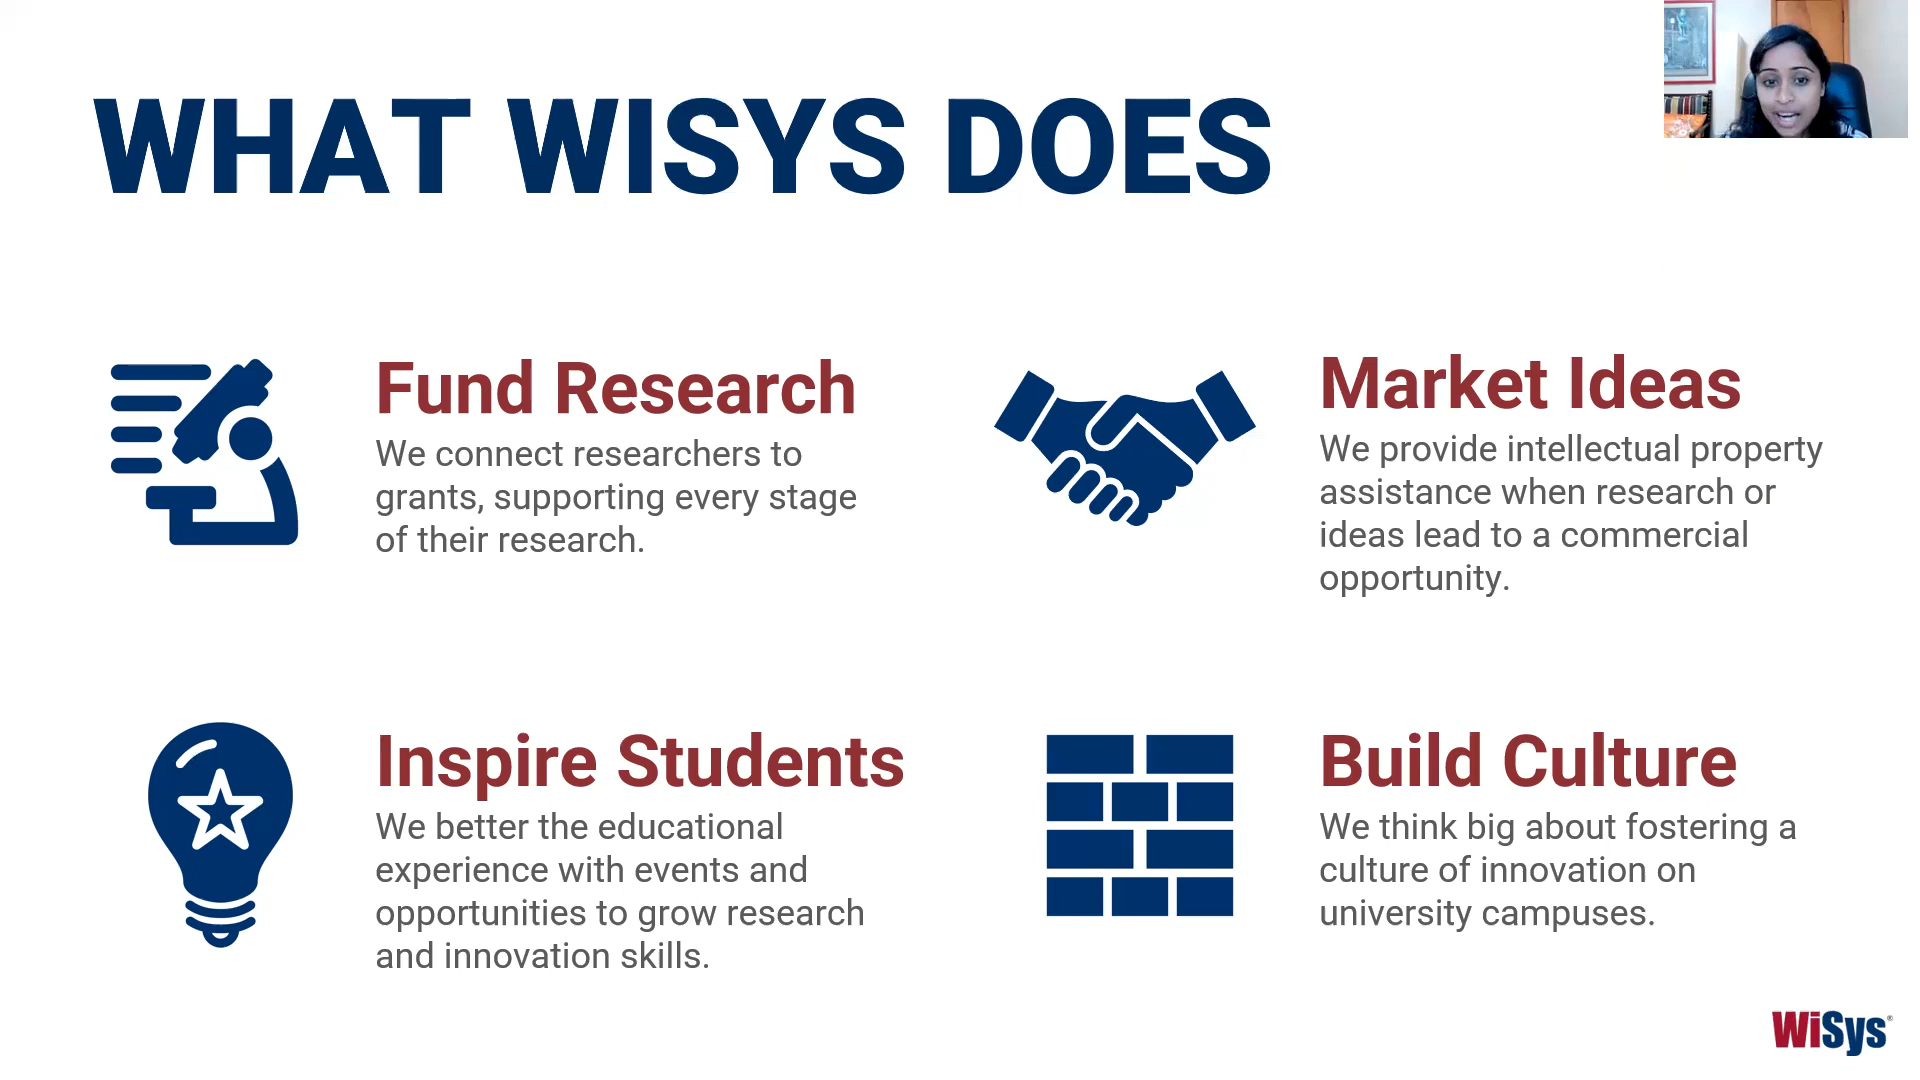 WHAT WISYS DOES
Fund Research
We connect researchers to
grants, supporting every stage
of their research.
Market Ideas
We provide intellectual property
assistance when research or
ideas lead to a commercial
opportunity.
Inspire Students
We better the educational
experience with events and
opportunities to grow research
and innovation skills.
Build Culture
We think big about fostering a
culture of innovation on
university campuses.
WiSys®